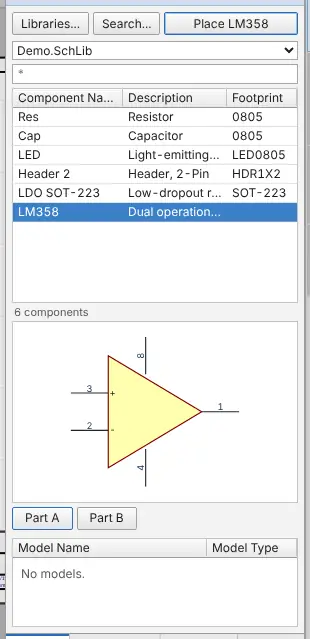 Libraries... Search... Place LM358
Demo.SchLib
*
Component Na... Description Footprint
Res Resistor 0805
Cap Capacitor 0805
LED Light-emitting... LED0805
Header 2 Header, 2-Pin HDR1X2
LDO SOT-223 Low-dropout r... SOT-223
LM358 Dual operation...
6 components
8
3 +
1
2 -
4
Part A Part B
Model Name Model Type
No models.